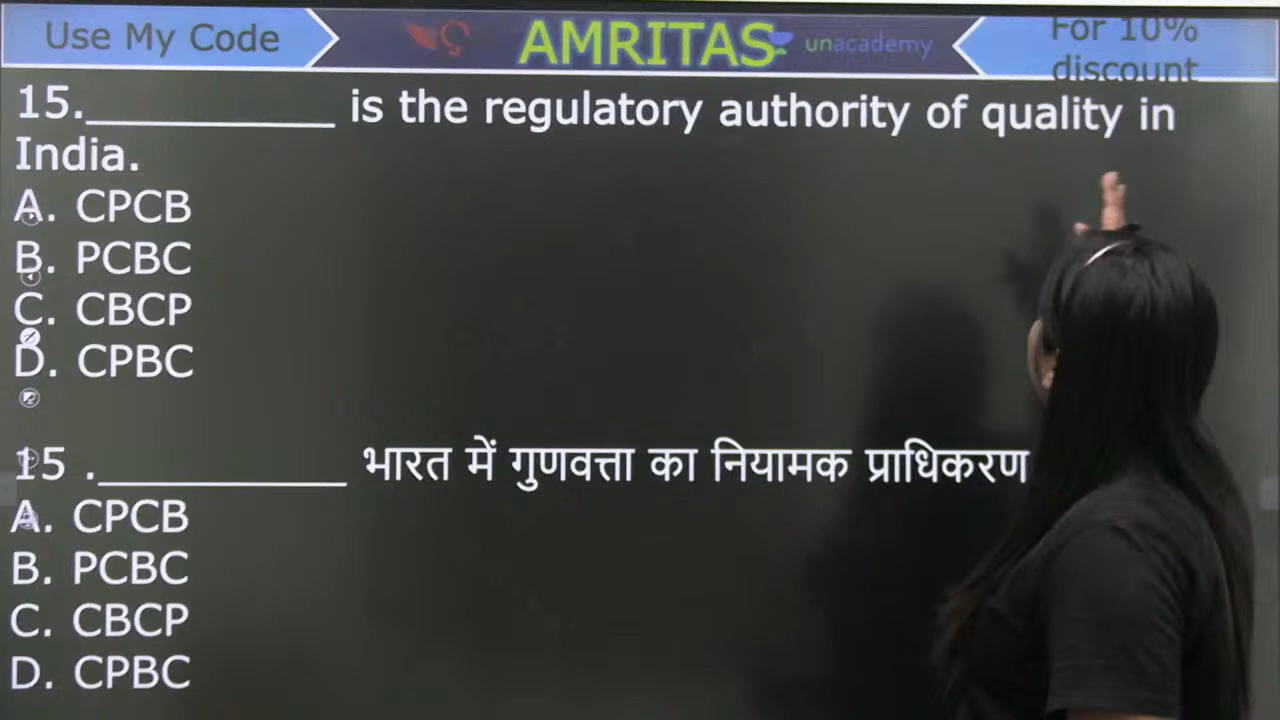 Use My Code
AMRITAS
unacademy
For 10%
discount
15.__________ is the regulatory authority of quality in
India.
A. CPCB
B. PCBC
C. CBCP
D. CPBC
15 .__________ भारत में गुणवत्ता का नियामक प्राधिकरण
A. CPCB
B. PCBC
C. CBCP
D. CPBC